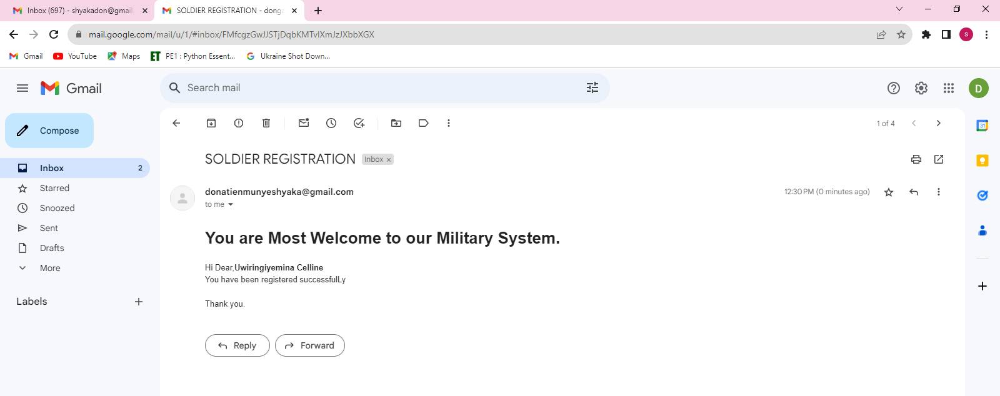 Inbox (697) - shyakadon@gmail.
SOLDIER REGISTRATION - donga
mail.google.com/mail/u/1/#inbox/FMfcgzGwJJSTjDqbKMTvlXmJzJXbbXGX
S
Gmail YouTube Maps ET PE1 : Python Essent... Ukraine Shot Down...
Gmail
Search mail
D
Compose
1 of 4
31
SOLDIER REGISTRATION Inbox x
Inbox 2
Starred
Snoozed
Sent
Drafts
More
Labels
donatienmunyeshyaka@gmail.com
12:30 PM (0 minutes ago)
to me
You are Most Welcome to our Military System.
Hi Dear,Uwiringiyemina Celline
You have been registered successfulLy
Thank you.
Reply
Forward